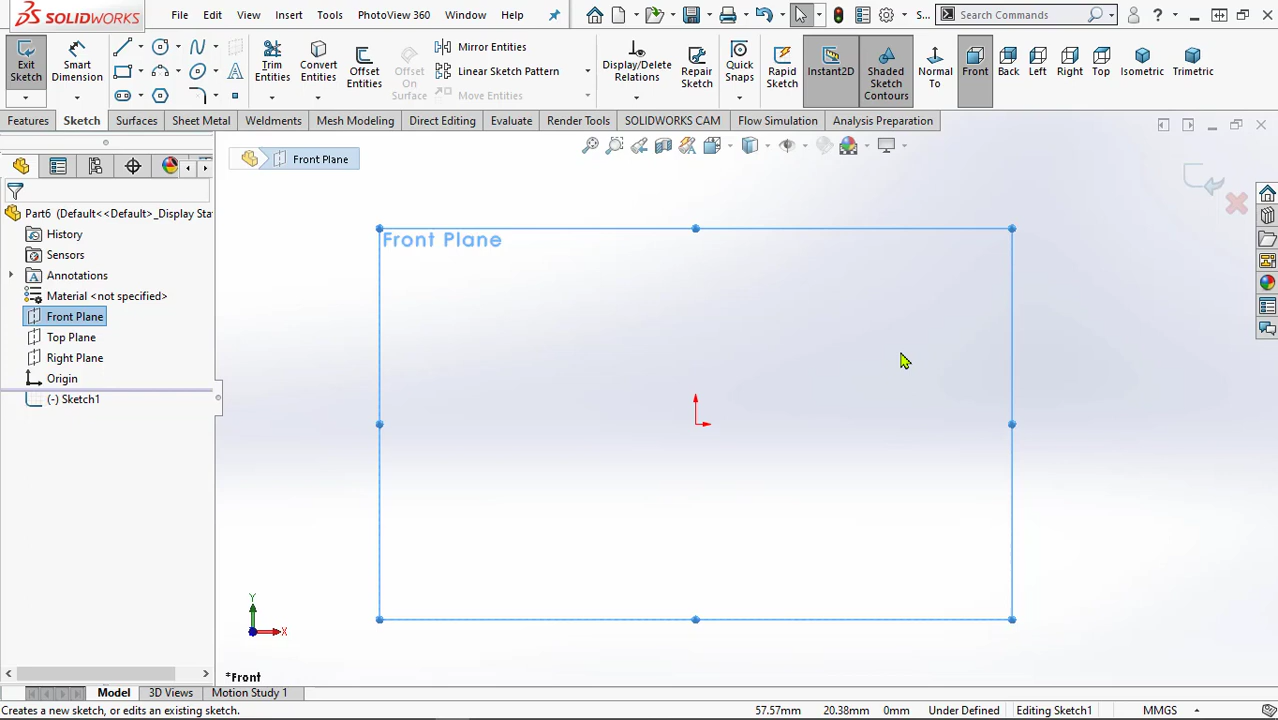 SOLIDWORKS File Edit View Insert Tools PhotoView 360 Window Help S... Search Commands ?
Exit Sketch Smart Dimension Trim Entities Convert Entities Offset Entities Offset On Surface Mirror Entities Linear Sketch Pattern Move Entities Display/Delete Relations Repair Sketch Quick Snaps Rapid Sketch Instant2D Shaded Sketch Contours Normal To Front Back Left Right Top Isometric Trimetric
Features Sketch Surfaces Sheet Metal Weldments Mesh Modeling Direct Editing Evaluate Render Tools SOLIDWORKS CAM Flow Simulation Analysis Preparation
Front Plane
Part6 (Default<<Default>_Display Sta
History
Front Plane
Sensors
Annotations
Material <not specified>
Front Plane
Top Plane
Right Plane
Origin
(-) Sketch1
Y
X
*Front
Model 3D Views Motion Study 1
Creates a new sketch, or edits an existing sketch. 57.57mm 20.38mm 0mm Under Defined Editing Sketch1 MMGS